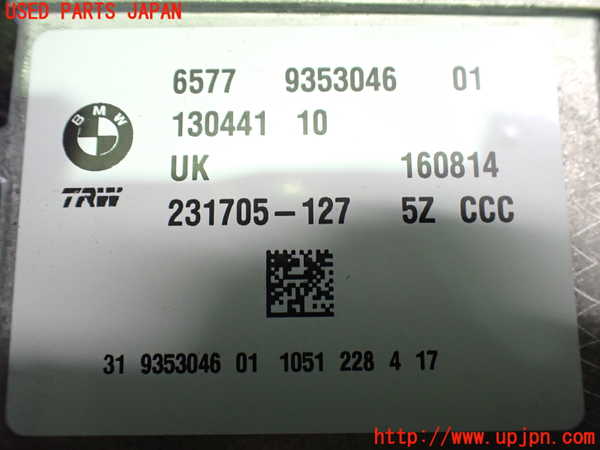 USED PARTS JAPAN
6577 9353046 01
BMW
130441 10
UK 160814
TRW
231705-127 5Z CCC
31 9353046 01 1051 228 4 17
http://www.upjpn.com/